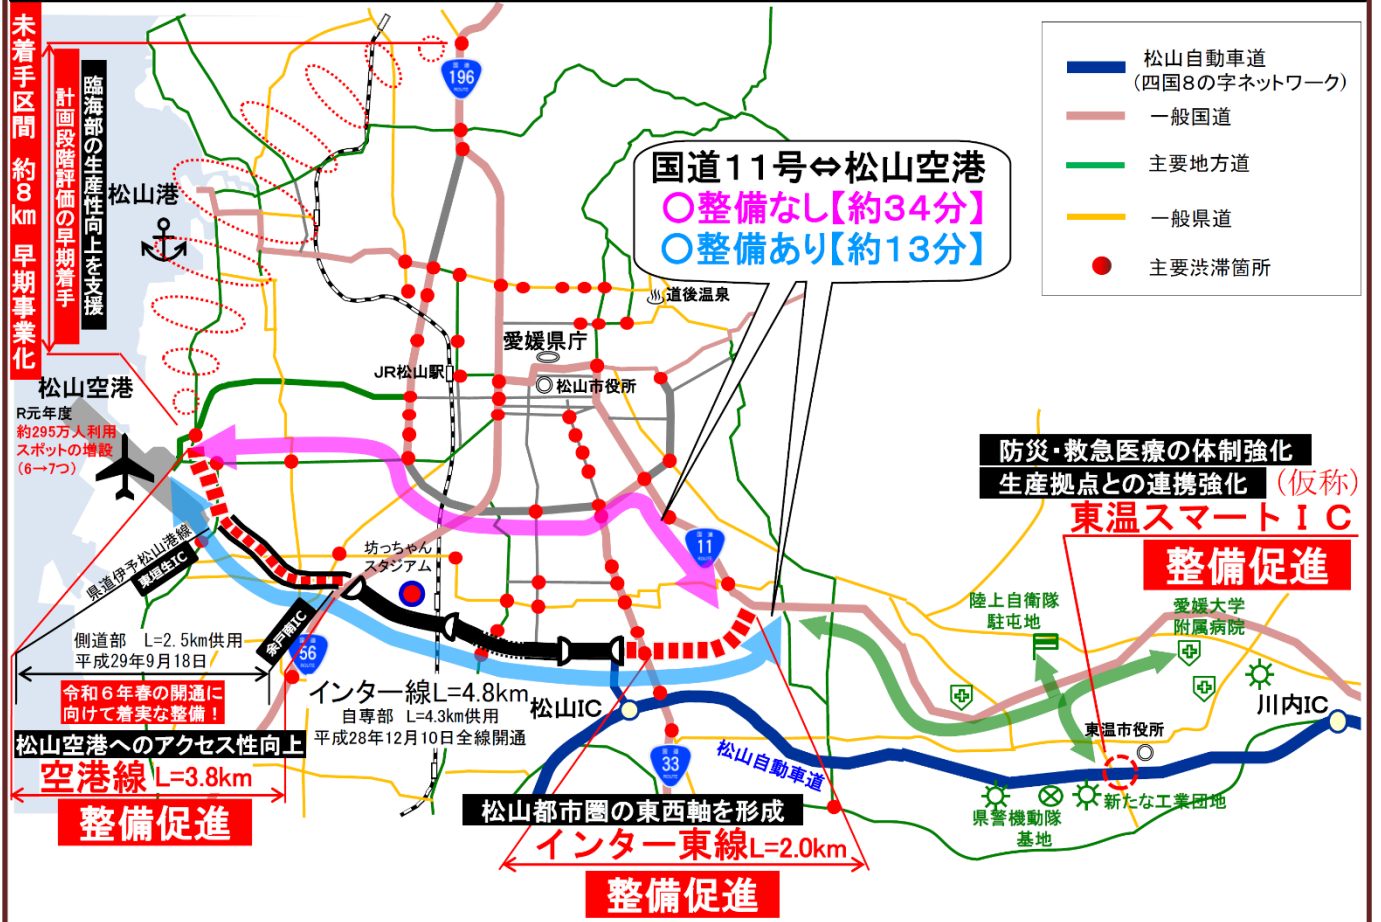 未着手区間 約8km 早期事業化
計画段階評価の早期着手
臨海部の生産性向上を支援
松山港
国道
196
ROUTE
国道11号⇔松山空港
○整備なし【約34分】
○整備あり【約13分】
松山自動車道
(四国8の字ネットワーク)
一般国道
主要地方道
一般県道
主要渋滞箇所
道後温泉
愛媛県庁
JR松山駅
松山市役所
松山空港
R元年度
約295万人利用
スポットの増設
(6→7つ)
防災・救急医療の体制強化
生産拠点との連携強化
(仮称)
東温スマートIC
整備促進
国道
11
ROUTE
坊っちゃん
スタジアム
県道伊予松山港線
東垣生IC
余戸南IC
側道部 L=2.5km供用
平成29年9月18日
国道
56
ROUTE
陸上自衛隊
駐屯地
愛媛大学
附属病院
令和6年春の開通に
向けて着実な整備！
インター線L=4.8km
自専部 L=4.3km供用
平成28年12月10日全線開通
松山IC
川内IC
東温市役所
松山空港へのアクセス性向上
空港線 L=3.8km
整備促進
国道
33
ROUTE
松山自動車道
県警機動隊
基地
新たな工業団地
松山都市圏の東西軸を形成
インター東線L=2.0km
整備促進